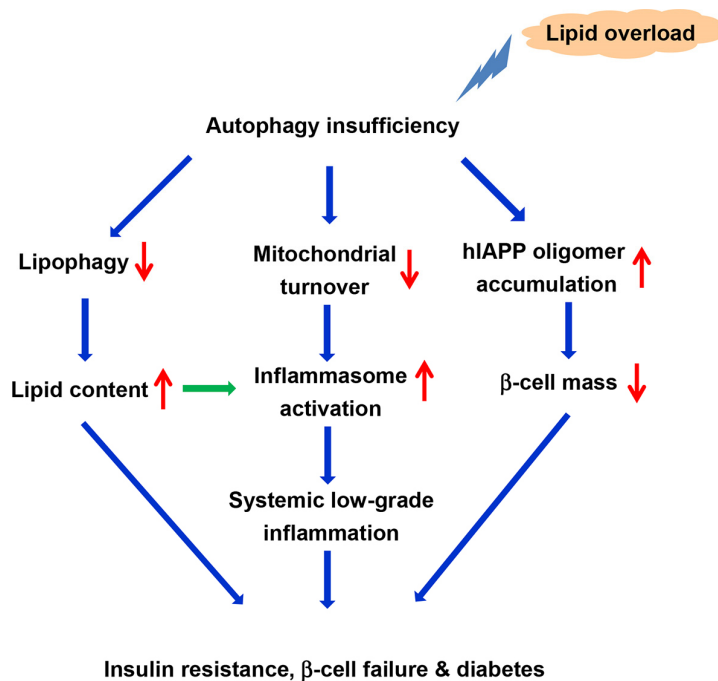 Lipid overload
Autophagy insufficiency
Lipophagy
Mitochondrial
turnover
hIAPP oligomer
accumulation
Lipid content
Inflammasome
activation
β-cell mass
Systemic low-grade
inflammation
Insulin resistance, β-cell failure & diabetes